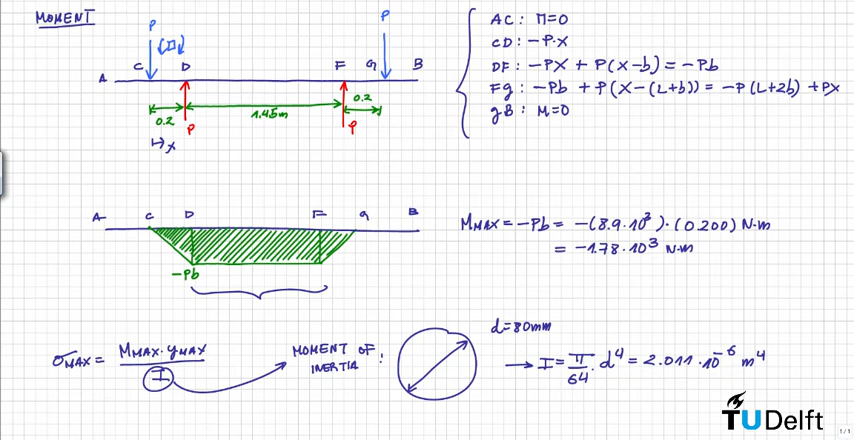 MOMENT
P
P
C D F G B
A
0.2 1.45m 0.2
P P
x
AC: M=0
CD: -P·x
DF: -Px + P(x-b) = -Pb
FG: -Pb + P(x-(L+b)) = -P(L+2b) + Px
GB: M=0
A C D F G B
-Pb
MMAX = -Pb = -(8.9·10³)·(0.200) N·m
= -1.78·10³ N·m
σMAX = MMAX·yMAX
I
MOMENT OF
INERTIA :
d=80mm
→ I = π/64 · d⁴ = 2.011·10⁻⁶ m⁴
TU Delft
1/1